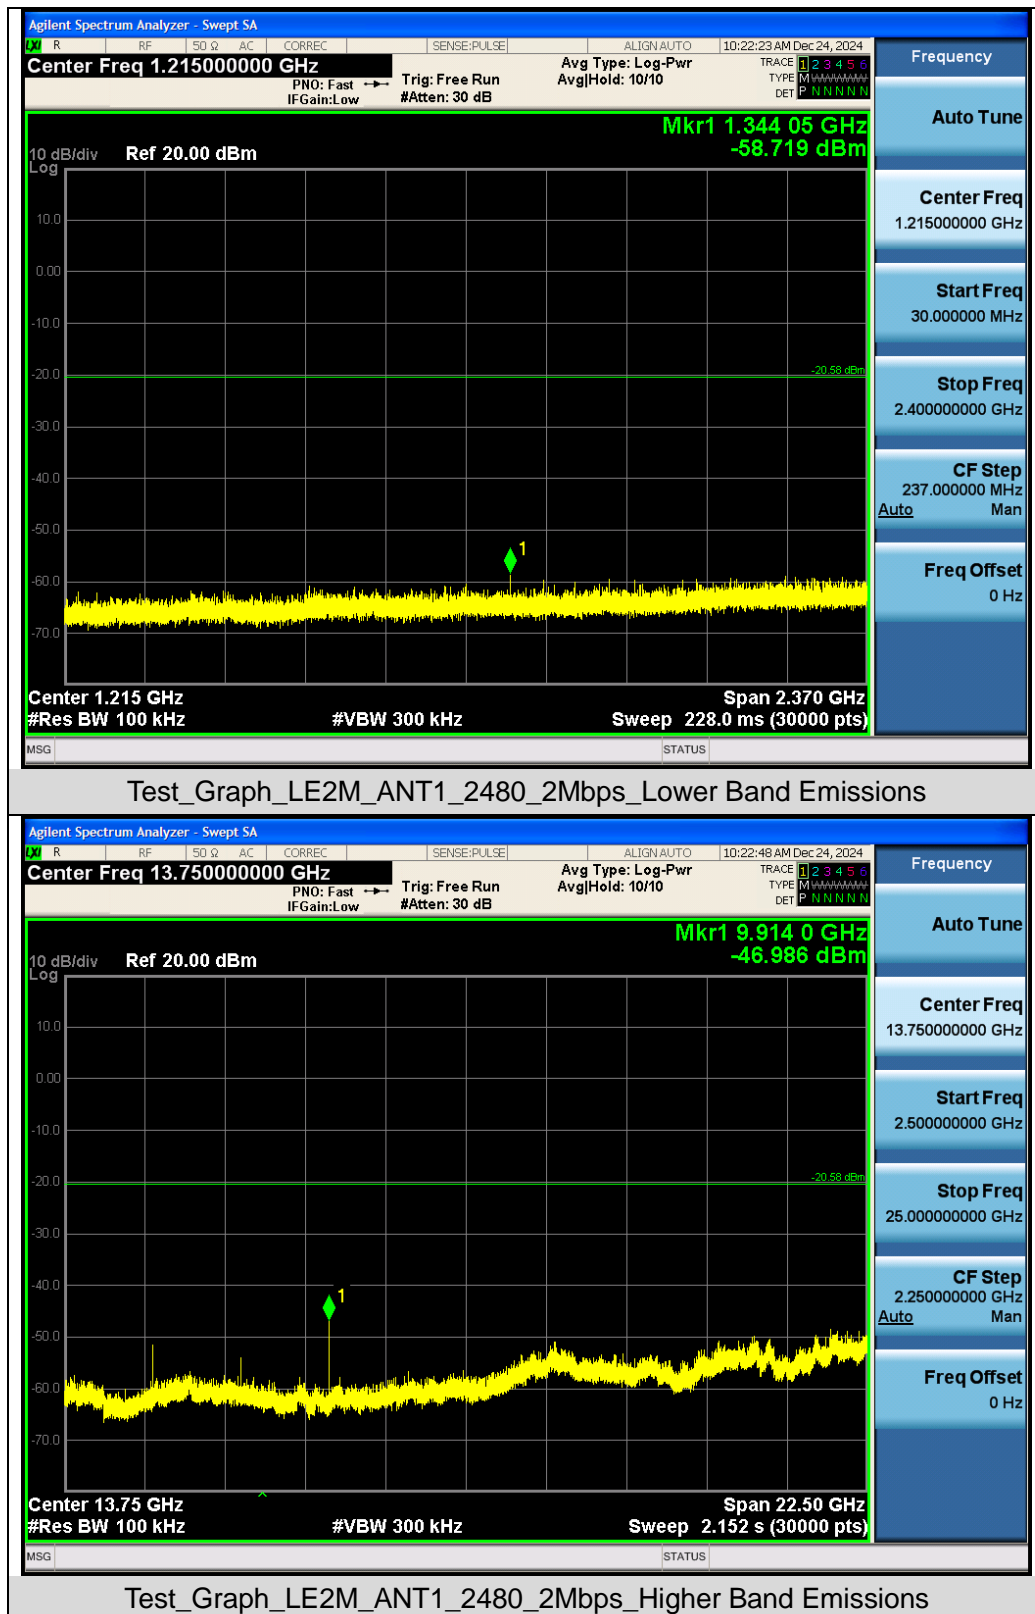 Agilent Spectrum Analyzer - Swept SA
LXI R RF 50 Ω AC CORREC SENSE:PULSE ALIGN AUTO 10:22:23 AM Dec 24, 2024
Center Freq 1.215000000 GHz
PNO: Fast
IFGain:Low
Trig: Free Run
#Atten: 30 dB
Avg Type: Log-Pwr
Avg|Hold: 10/10
TRACE 1 2 3 4 5 6
TYPE M WWWWW
DET P N N N N N
Mkr1 1.344 05 GHz
-58.719 dBm
10 dB/div Ref 20.00 dBm
Log
10.0
0.00
-10.0
-20.0
-20.58 dBm
-30.0
-40.0
-50.0
1
-60.0
-70.0
Center 1.215 GHz Span 2.370 GHz
#Res BW 100 kHz #VBW 300 kHz Sweep 228.0 ms (30000 pts)
MSG STATUS
Frequency
Auto Tune
Center Freq
1.215000000 GHz
Start Freq
30.000000 MHz
Stop Freq
2.400000000 GHz
CF Step
237.000000 MHz
Auto Man
Freq Offset
0 Hz
Test_Graph_LE2M_ANT1_2480_2Mbps_Lower Band Emissions
Agilent Spectrum Analyzer - Swept SA
LXI R RF 50 Ω AC CORREC SENSE:PULSE ALIGN AUTO 10:22:48 AM Dec 24, 2024
Center Freq 13.750000000 GHz
PNO: Fast
IFGain:Low
Trig: Free Run
#Atten: 30 dB
Avg Type: Log-Pwr
Avg|Hold: 10/10
TRACE 1 2 3 4 5 6
TYPE M WWWWW
DET P N N N N N
Mkr1 9.914 0 GHz
-46.986 dBm
10 dB/div Ref 20.00 dBm
Log
10.0
0.00
-10.0
-20.0
-20.58 dBm
-30.0
-40.0
1
-50.0
-60.0
-70.0
Center 13.75 GHz Span 22.50 GHz
#Res BW 100 kHz #VBW 300 kHz Sweep 2.152 s (30000 pts)
MSG STATUS
Frequency
Auto Tune
Center Freq
13.750000000 GHz
Start Freq
2.500000000 GHz
Stop Freq
25.000000000 GHz
CF Step
2.250000000 GHz
Auto Man
Freq Offset
0 Hz
Test_Graph_LE2M_ANT1_2480_2Mbps_Higher Band Emissions